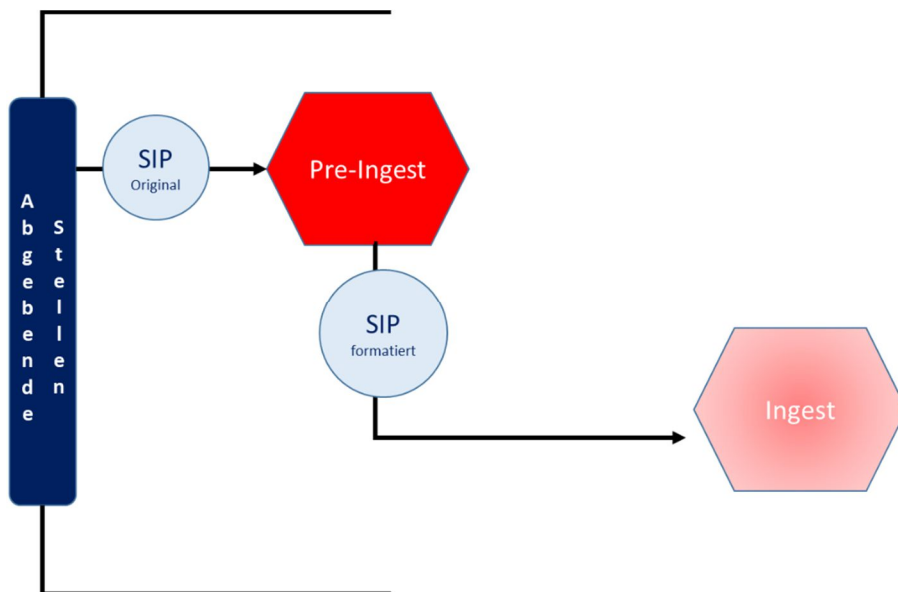 Abgebende
Stellen
SIP
Original
Pre-Ingest
SIP
formatiert
Ingest